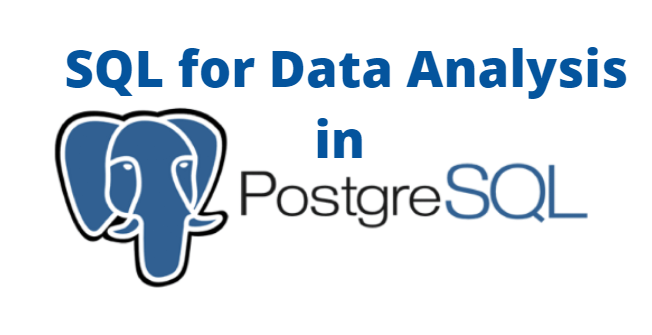 SQL for Data Analysis
in
PostgreSQL